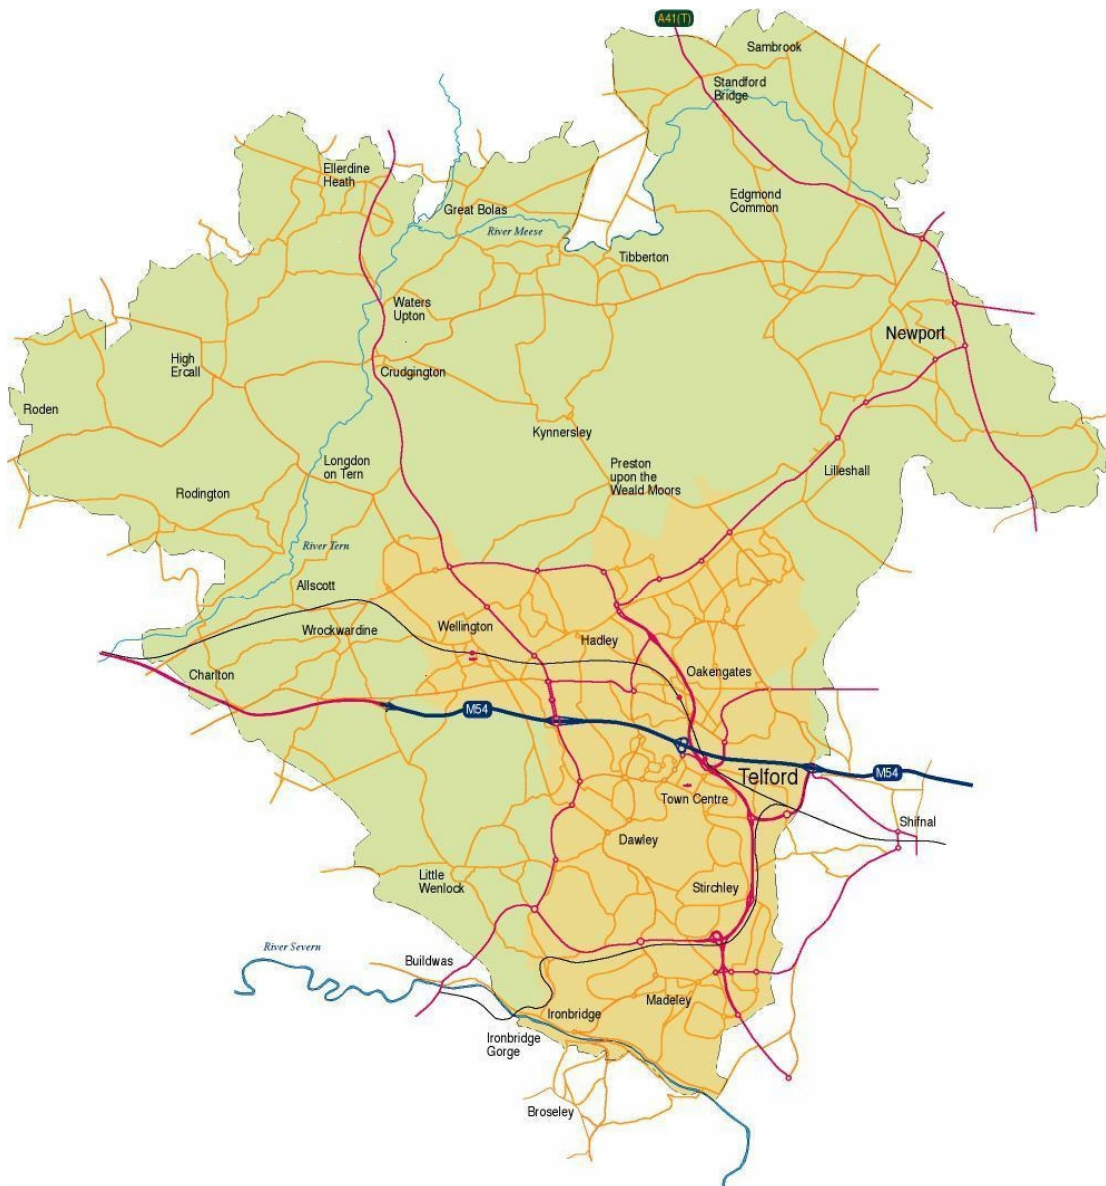 A41(T)
Sambrook
Standford
Bridge
Ellerdine
Heath
Edgmond
Common
Great Bolas
River Meese
Tibberton
Waters
Upton
Newport
High
Ercall
Crudgington
Roden
Kynnersley
Longdon
on Tern
Preston
upon the
Weald Moors
Lilleshall
Rodington
River Tern
Allscott
Wrockwardine
Wellington
Hadley
Oakengates
Charlton
M54
Telford
M54
Town Centre
Shifnal
Dawley
Little
Wenlock
Stirchley
River Severn
Buildwas
Madeley
Ironbridge
Ironbridge
Gorge
Broseley